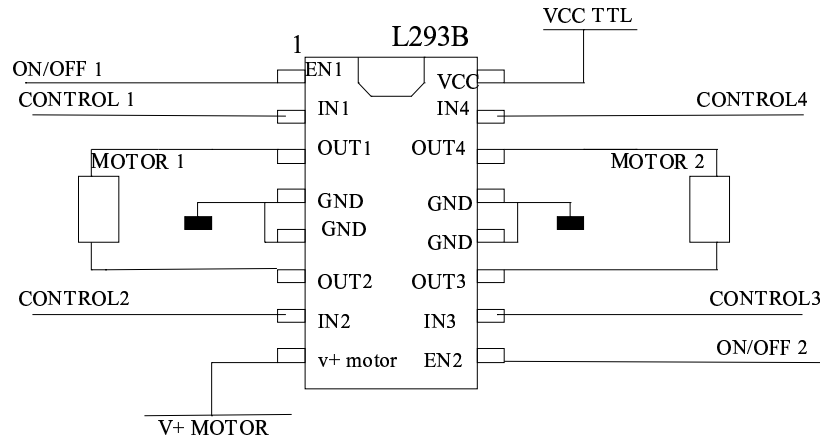 VCC TTL
1 L293B
ON/OFF 1
EN1 VCC
CONTROL 1 IN1 IN4 CONTROL4
OUT1 OUT4
MOTOR 1 MOTOR 2
GND GND
GND GND
OUT2 OUT3
CONTROL2 CONTROL3
IN2 IN3
ON/OFF 2
v+ motor EN2
V+ MOTOR